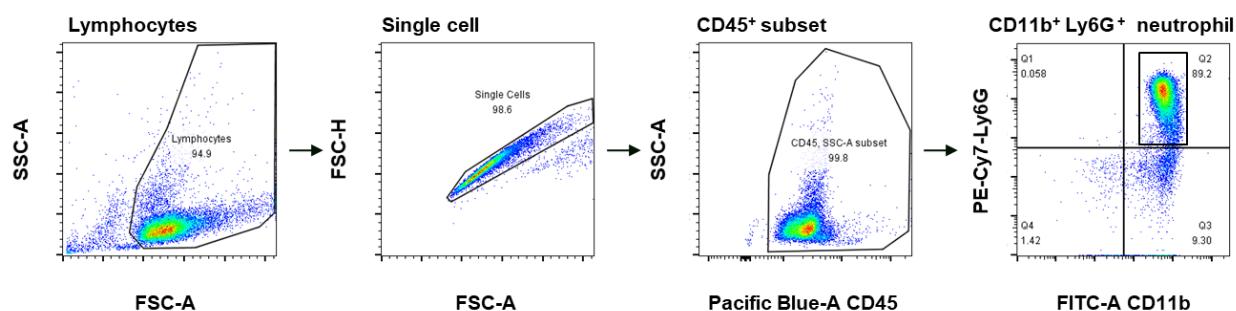 Lymphocytes
Single cell
CD45⁺ subset
CD11b⁺ Ly6G⁺ neutrophil
SSC-A
Lymphocytes
94.9
FSC-A
FSC-H
Single Cells
98.6
FSC-A
SSC-A
CD45, SSC-A subset
99.8
Pacific Blue-A CD45
PE-Cy7-Ly6G
Q1
0.058
Q2
89.2
Q4
1.42
Q3
9.30
FITC-A CD11b